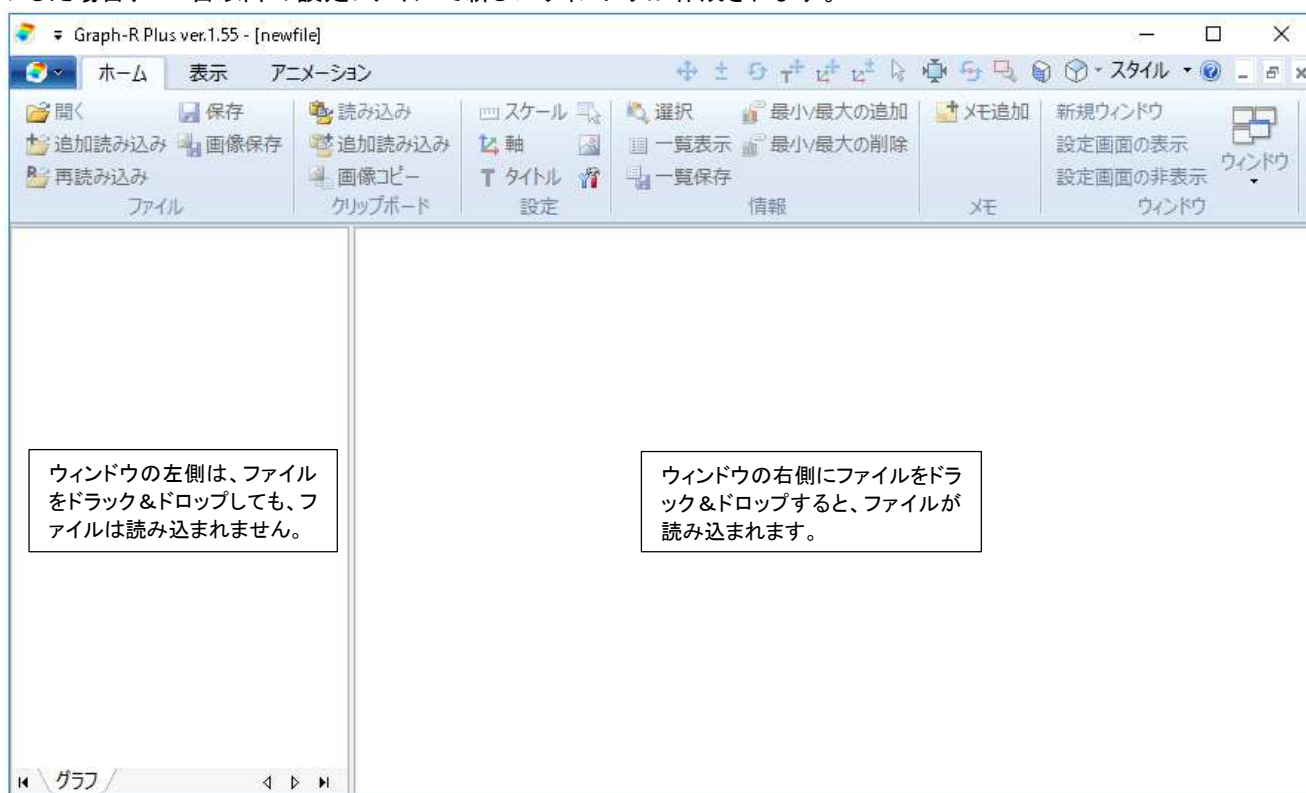 Graph-R Plus ver.1.55 - [newfile]
ホーム 表示 アニメーション スタイル
開く 保存 読み込み スケール 選択 最小/最大の追加 メモ追加 新規ウィンドウ
追加読み込み 画像保存 追加読み込み 軸 一覧表示 最小/最大の削除 設定画面の表示 ウィンドウ
再読み込み 画像コピー タイトル 一覧保存 設定画面の非表示
ファイル クリップボード 設定 情報 メモ ウィンドウ
ウィンドウの左側は、ファイル
をドラック＆ドロップしても、フ
ァイルは読み込まれません。
ウィンドウの右側にファイルをドラ
ック＆ドロップすると、ファイルが
読み込まれます。
グラフ